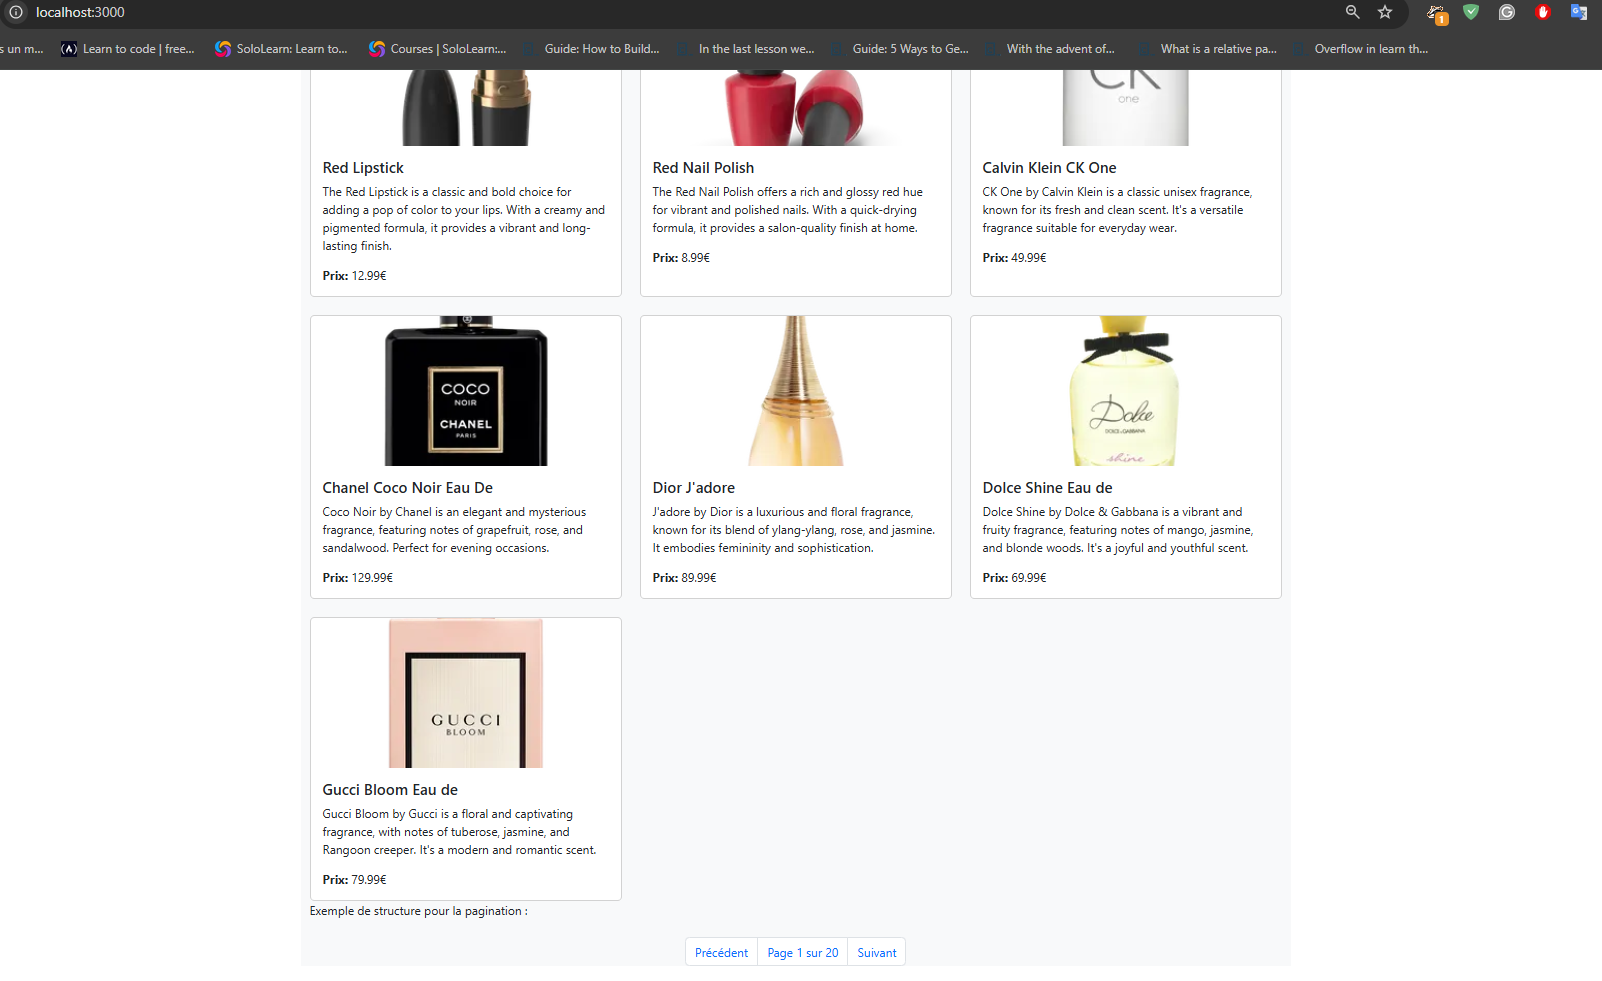 localhost:3000
1
s un m...
Learn to code | free...
SoloLearn: Learn to...
Courses | SoloLearn:...
Guide: How to Build...
In the last lesson we...
Guide: 5 Ways to Ge...
With the advent of...
What is a relative pa...
Overflow in learn th...
CK
one
Red Lipstick
The Red Lipstick is a classic and bold choice for
adding a pop of color to your lips. With a creamy and
pigmented formula, it provides a vibrant and long-
lasting finish.
Prix: 12.99€
Red Nail Polish
The Red Nail Polish offers a rich and glossy red hue
for vibrant and polished nails. With a quick-drying
formula, it provides a salon-quality finish at home.
Prix: 8.99€
Calvin Klein CK One
CK One by Calvin Klein is a classic unisex fragrance,
known for its fresh and clean scent. It's a versatile
fragrance suitable for everyday wear.
Prix: 49.99€
COCO
NOIR
CHANEL
PARIS
Chanel Coco Noir Eau De
Coco Noir by Chanel is an elegant and mysterious
fragrance, featuring notes of grapefruit, rose, and
sandalwood. Perfect for evening occasions.
Prix: 129.99€
Dior J'adore
J'adore by Dior is a luxurious and floral fragrance,
known for its blend of ylang-ylang, rose, and jasmine.
It embodies femininity and sophistication.
Prix: 89.99€
Dolce
DOLCE & GABBANA
shine
Dolce Shine Eau de
Dolce Shine by Dolce & Gabbana is a vibrant and
fruity fragrance, featuring notes of mango, jasmine,
and blonde woods. It's a joyful and youthful scent.
Prix: 69.99€
GUCCI
BLOOM
Gucci Bloom Eau de
Gucci Bloom by Gucci is a floral and captivating
fragrance, with notes of tuberose, jasmine, and
Rangoon creeper. It's a modern and romantic scent.
Prix: 79.99€
Exemple de structure pour la pagination :
Précédent
Page 1 sur 20
Suivant